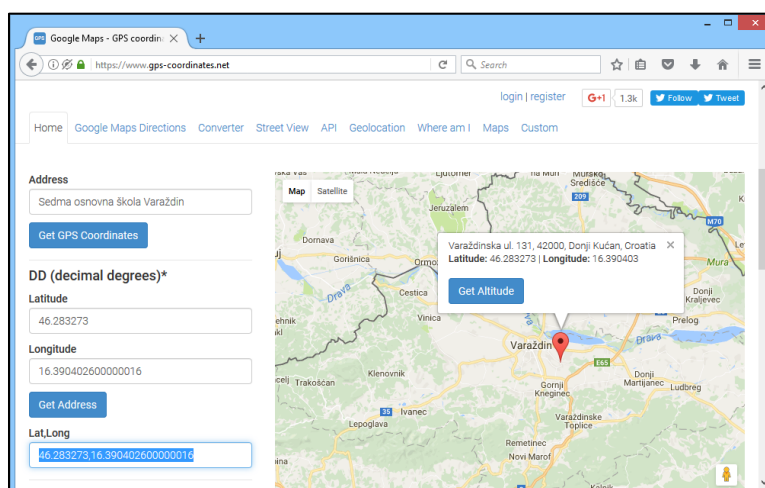 Google Maps - GPS coordin
https://www.gps-coordinates.net
Search
login | register
G+1 1.3k Follow Tweet
Home Google Maps Directions Converter Street View API Geolocation Where am I Maps Custom
Address
Sedma osnovna škola Varaždin
Get GPS Coordinates
DD (decimal degrees)*
Latitude
46.283273
Longitude
16.390402600000016
Get Address
Lat,Long
46.283273,16.390402600000016
Map Satellite
Ljutomer
Mursko
Središće
209
Jeruzalem
M70
Dornava
Gorišnica
Ormo
Varaždinska ul. 131, 42000, Donji Kućan, Croatia
Latitude: 46.283273 | Longitude: 16.390403
Get Altitude
Mura
Drava
Cestica
Donji
Kraljevec
Vinica
Prelog
Varaždin
Drava
E65
Klenovnik
Trakošćan
Donji
Martijanec
Ludbreg
Gornji
Kneginec
35
Ivanec
Lepoglava
Varaždinske
Toplice
Remetinec
Novi Marof